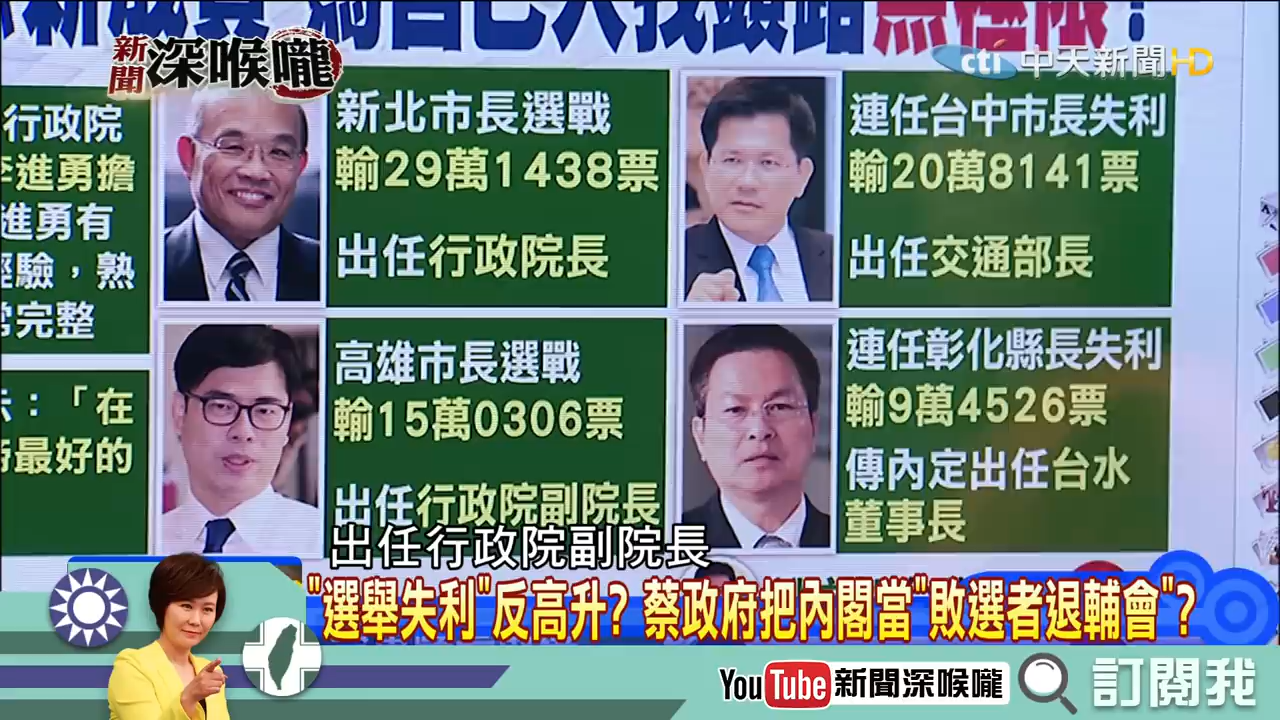 無極限!
新聞深喉嚨
cti 中天新聞HD
行政院
李進勇擔
進勇有
經驗,熟
常完整
:「在
最好的
新北市長選戰
輸29萬1438票
出任行政院長
連任台中市長失利
輸20萬8141票
出任交通部長
高雄市長選戰
輸15萬0306票
出任行政院副院長
連任彰化縣長失利
輸9萬4526票
傳內定出任台水
董事長
出任行政院副院長
"選舉失利"反高升? 蔡政府把內閣當"敗選者退輔會"?
YouTube 新聞深喉嚨 訂閱我